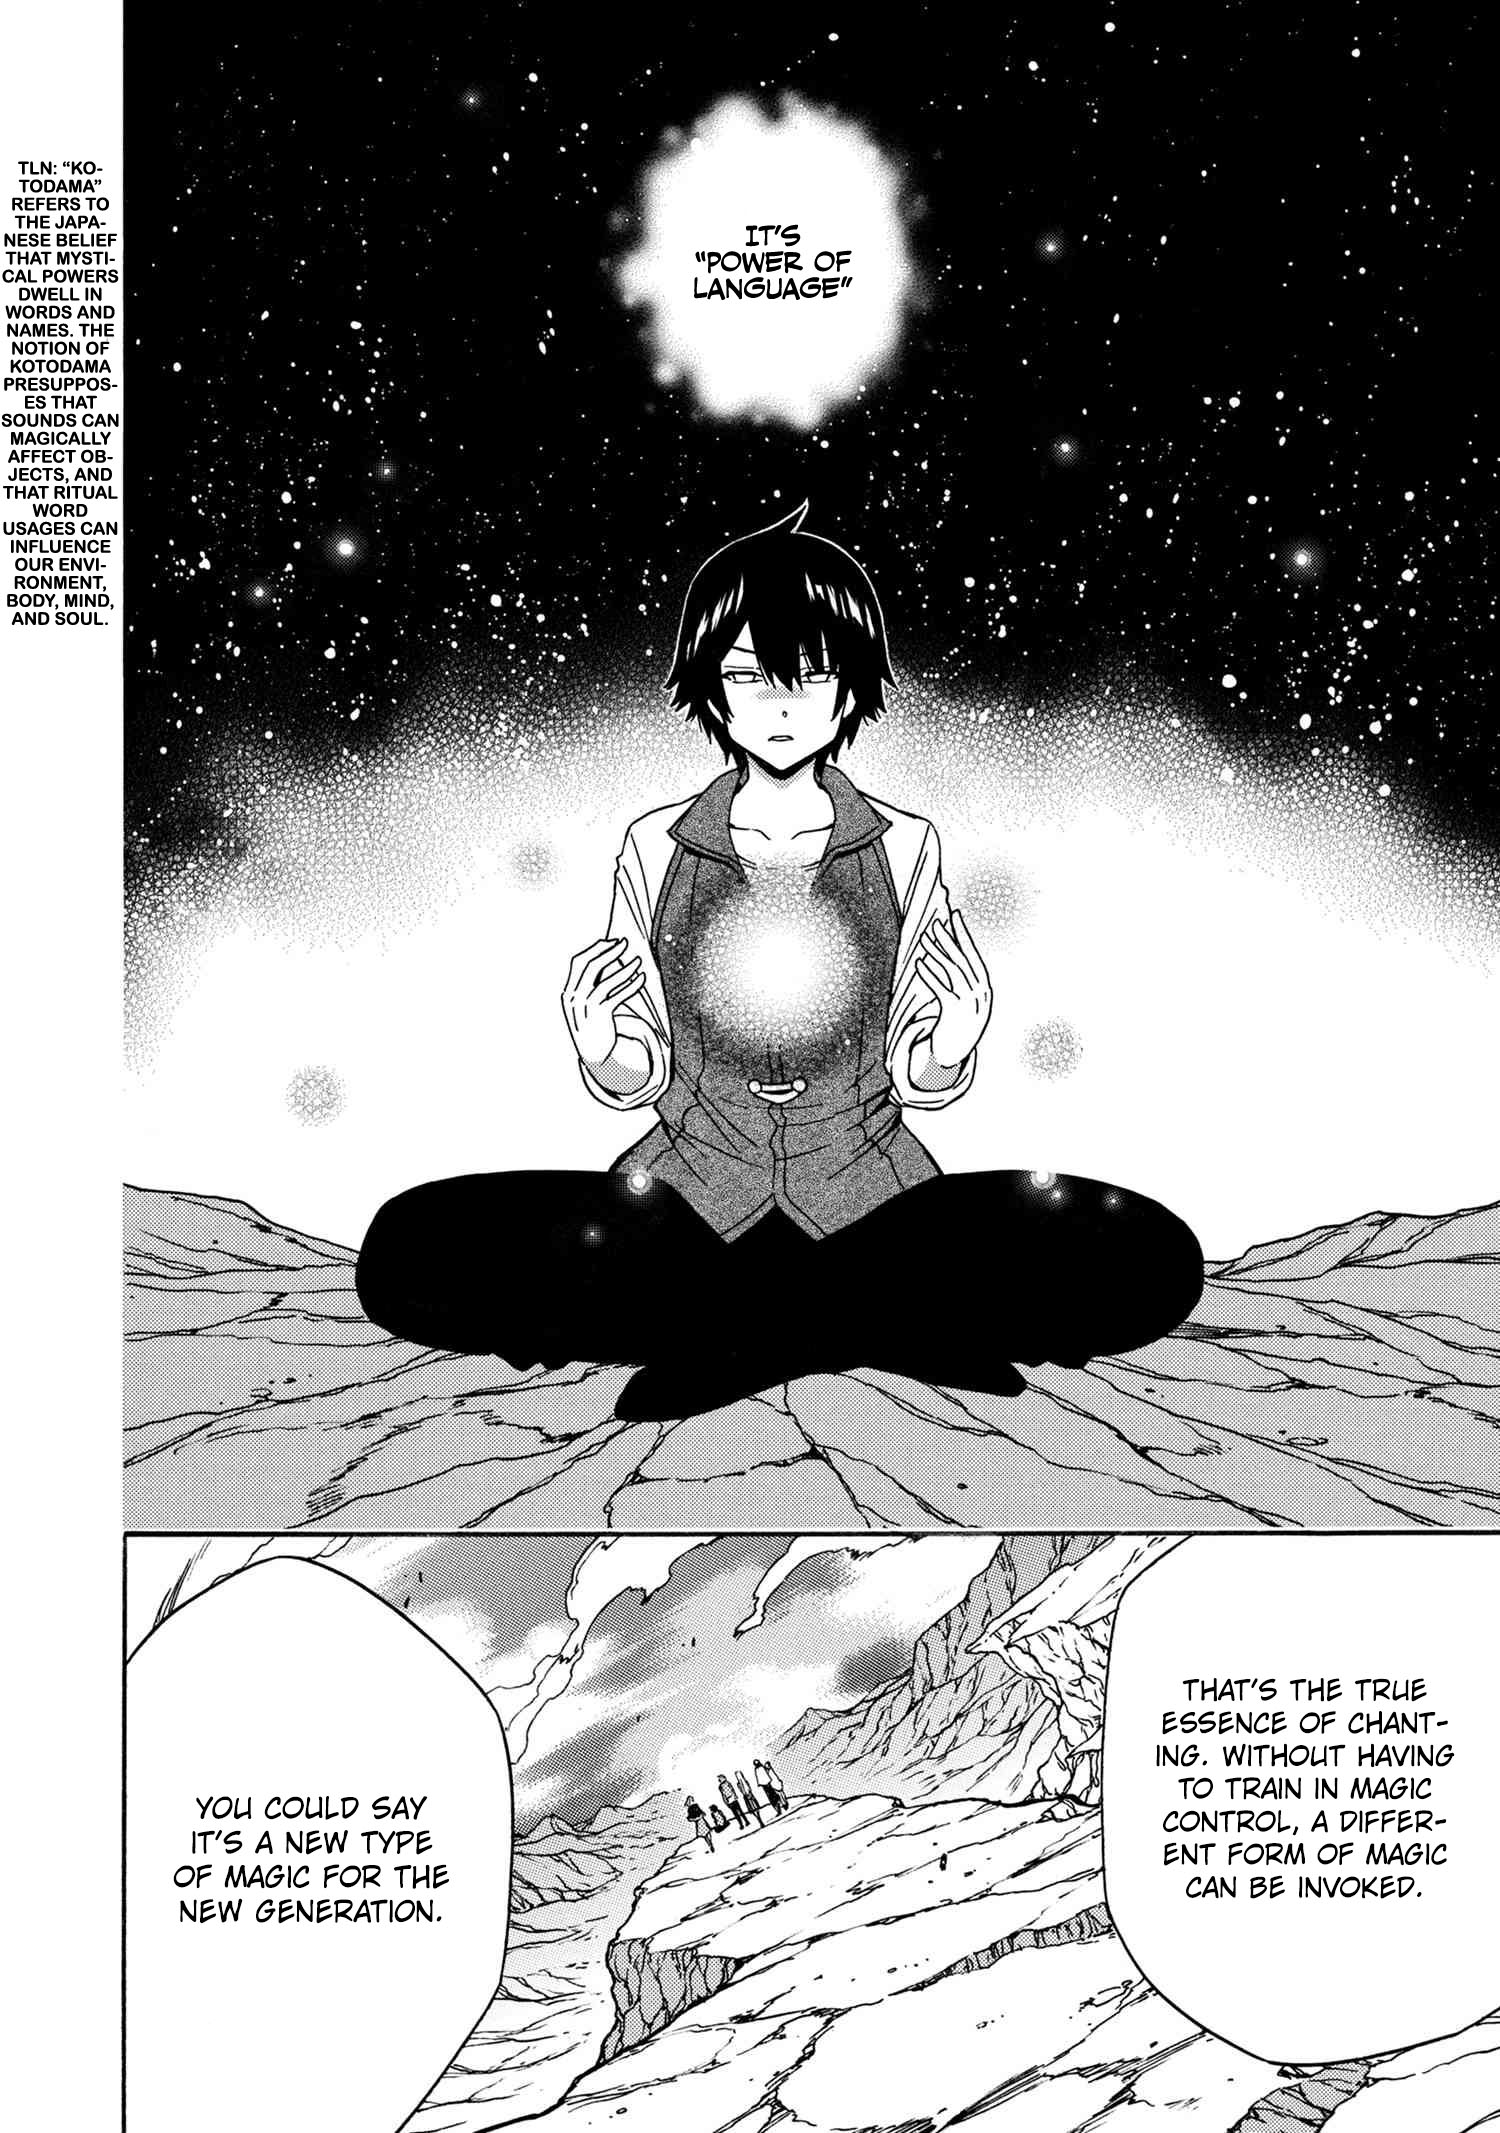 TLN: “KO-
TODAMA”
REFERS TO
THE JAPA-
NESE BELIEF
THAT MYSTI-
CAL POWERS
DWELL IN
WORDS AND
NAMES. THE
NOTION OF
KOTODAMA
PRESUPPOS-
ES THAT
SOUNDS CAN
MAGICALLY
AFFECT OB-
JECTS, AND
THAT RITUAL
WORD
USAGES CAN
INFLUENCE
OUR ENVI-
RONMENT,
BODY, MIND,
AND SOUL.
IT'S
“POWER OF
LANGUAGE”
THAT'S THE TRUE
ESSENCE OF CHANT-
ING. WITHOUT HAVING
TO TRAIN IN MAGIC
CONTROL, A DIFFER-
ENT FORM OF MAGIC
CAN BE INVOKED.
YOU COULD SAY
IT'S A NEW TYPE
OF MAGIC FOR THE
NEW GENERATION.